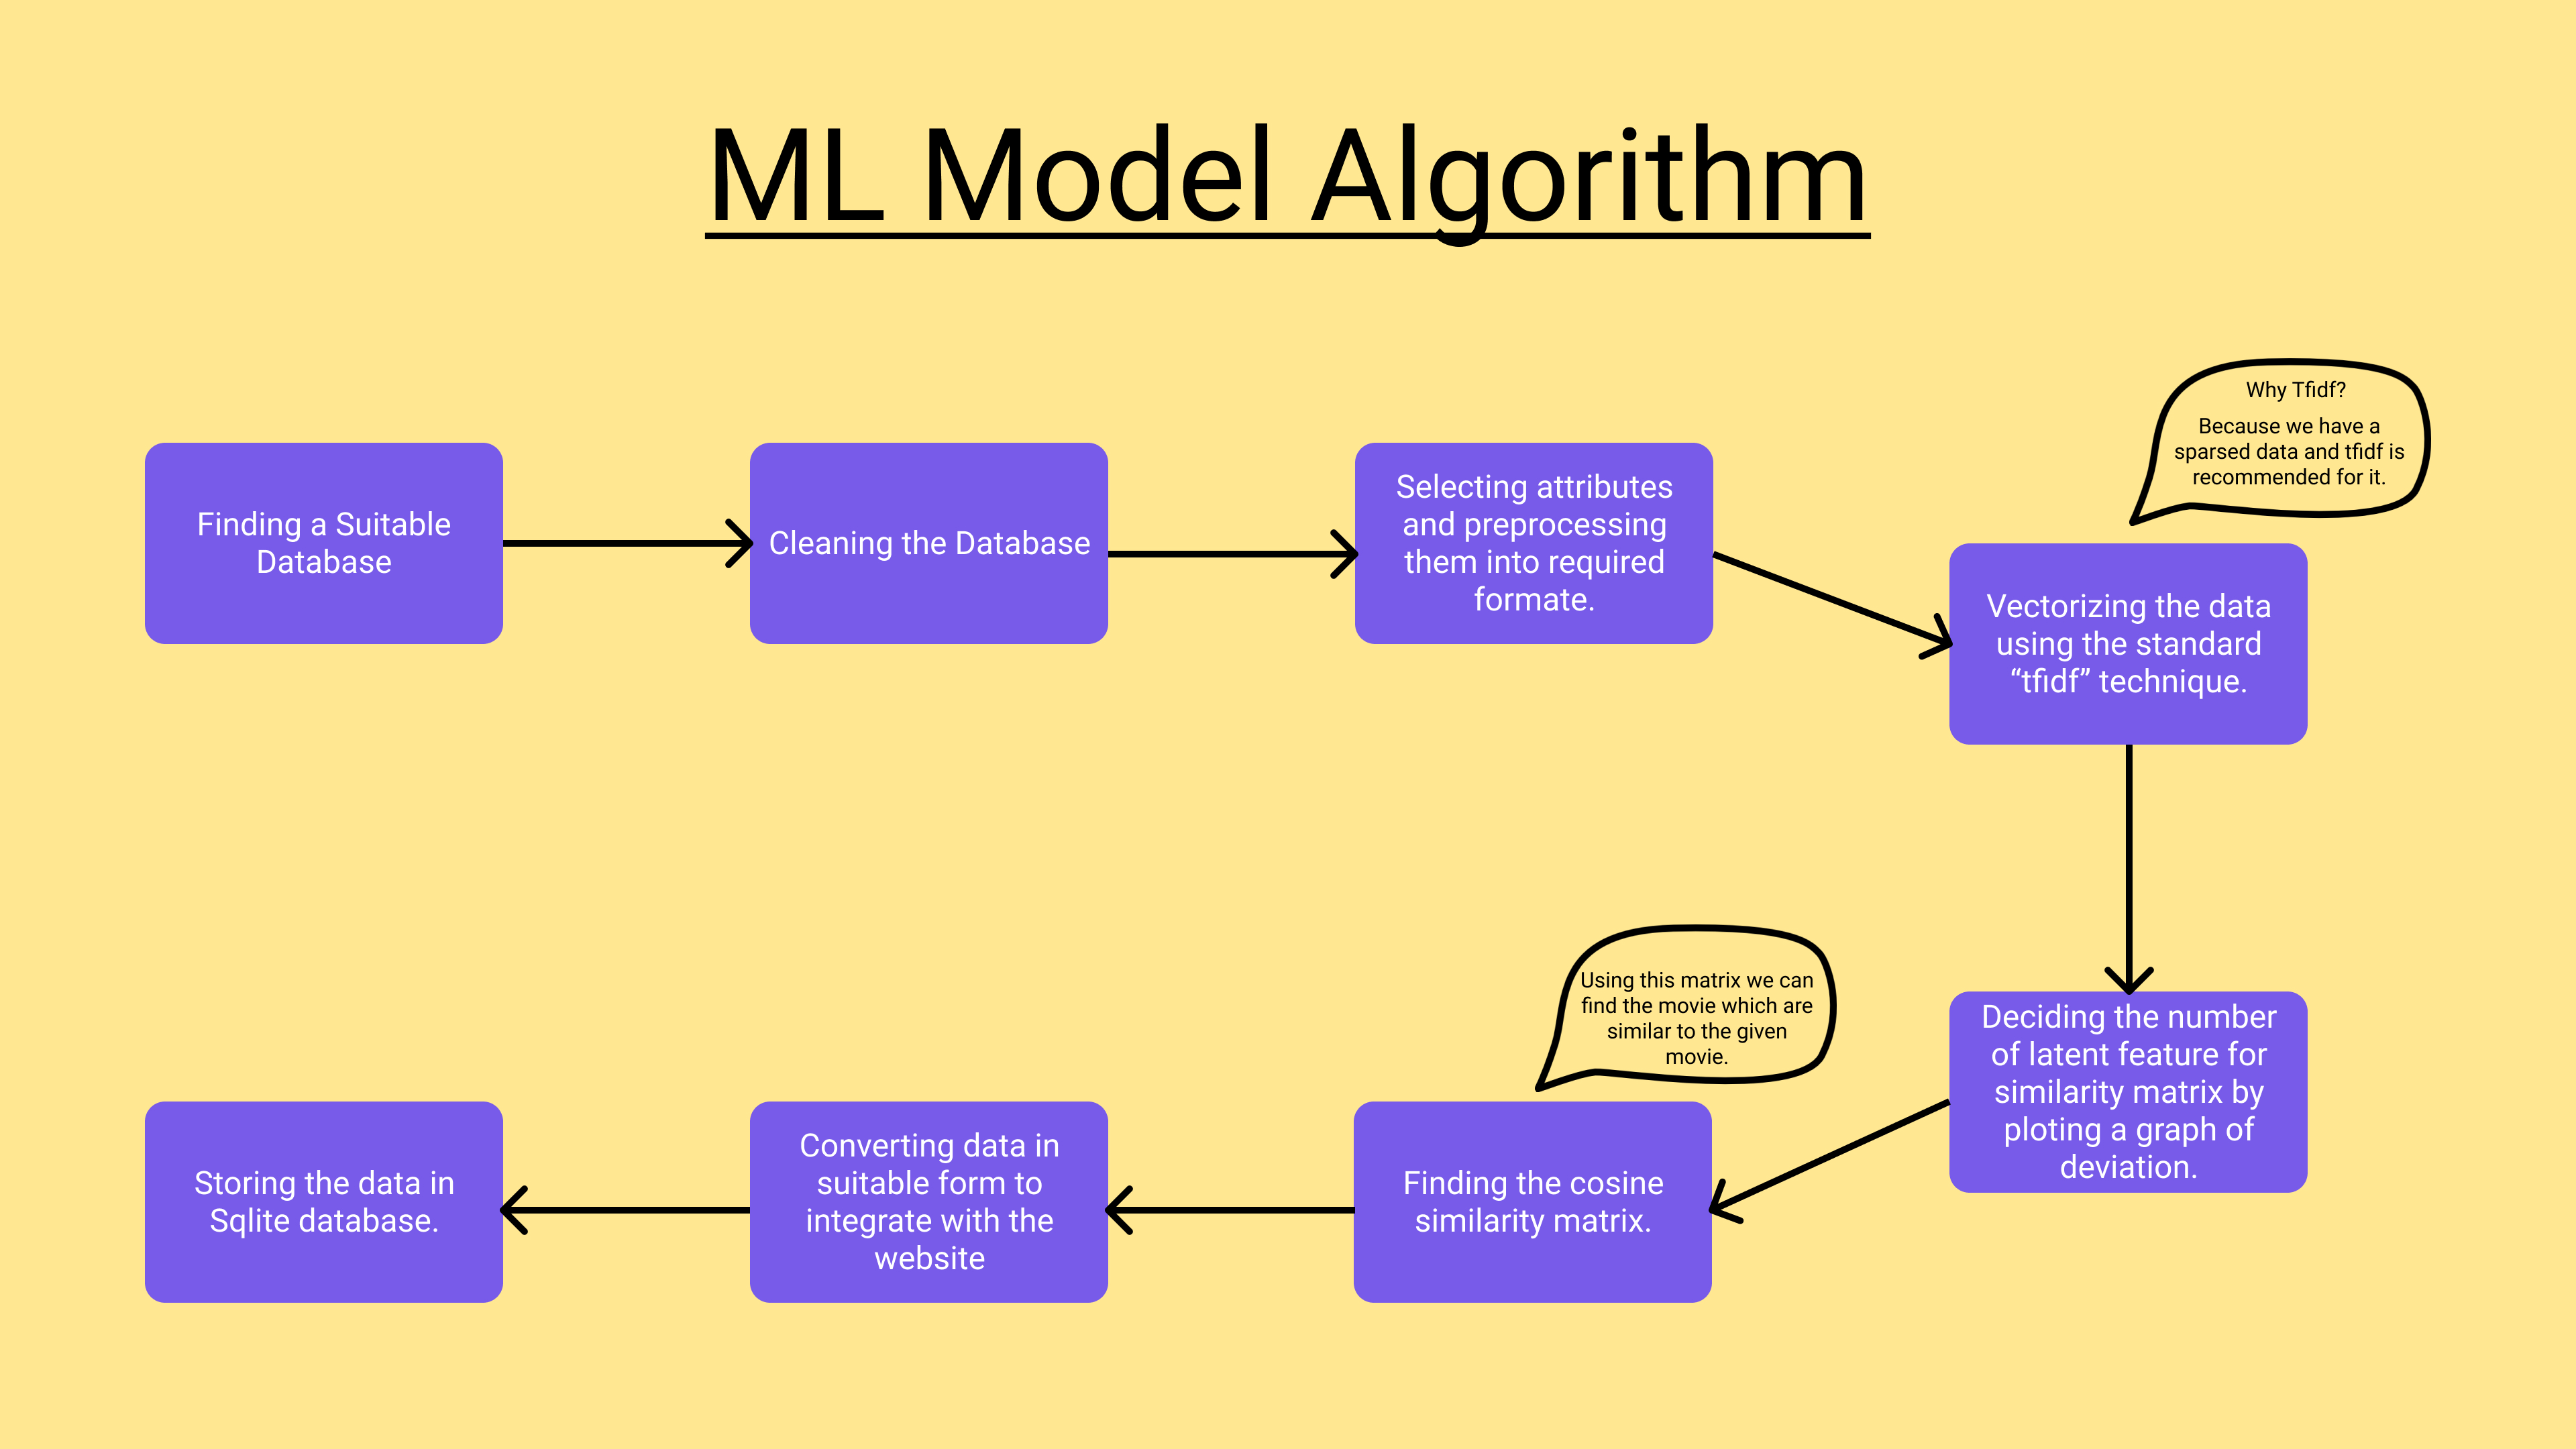 ML Model Algorithm
Finding a Suitable
Database
Cleaning the Database
Selecting attributes
and preprocessing
them into required
formate.
Why Tfidf?
Because we have a
sparsed data and tfidf is
recommended for it.
Vectorizing the data
using the standard
“tfidf” technique.
Deciding the number
of latent feature for
similarity matrix by
ploting a graph of
deviation.
Using this matrix we can
find the movie which are
similar to the given
movie.
Finding the cosine
similarity matrix.
Converting data in
suitable form to
integrate with the
website
Storing the data in
Sqlite database.